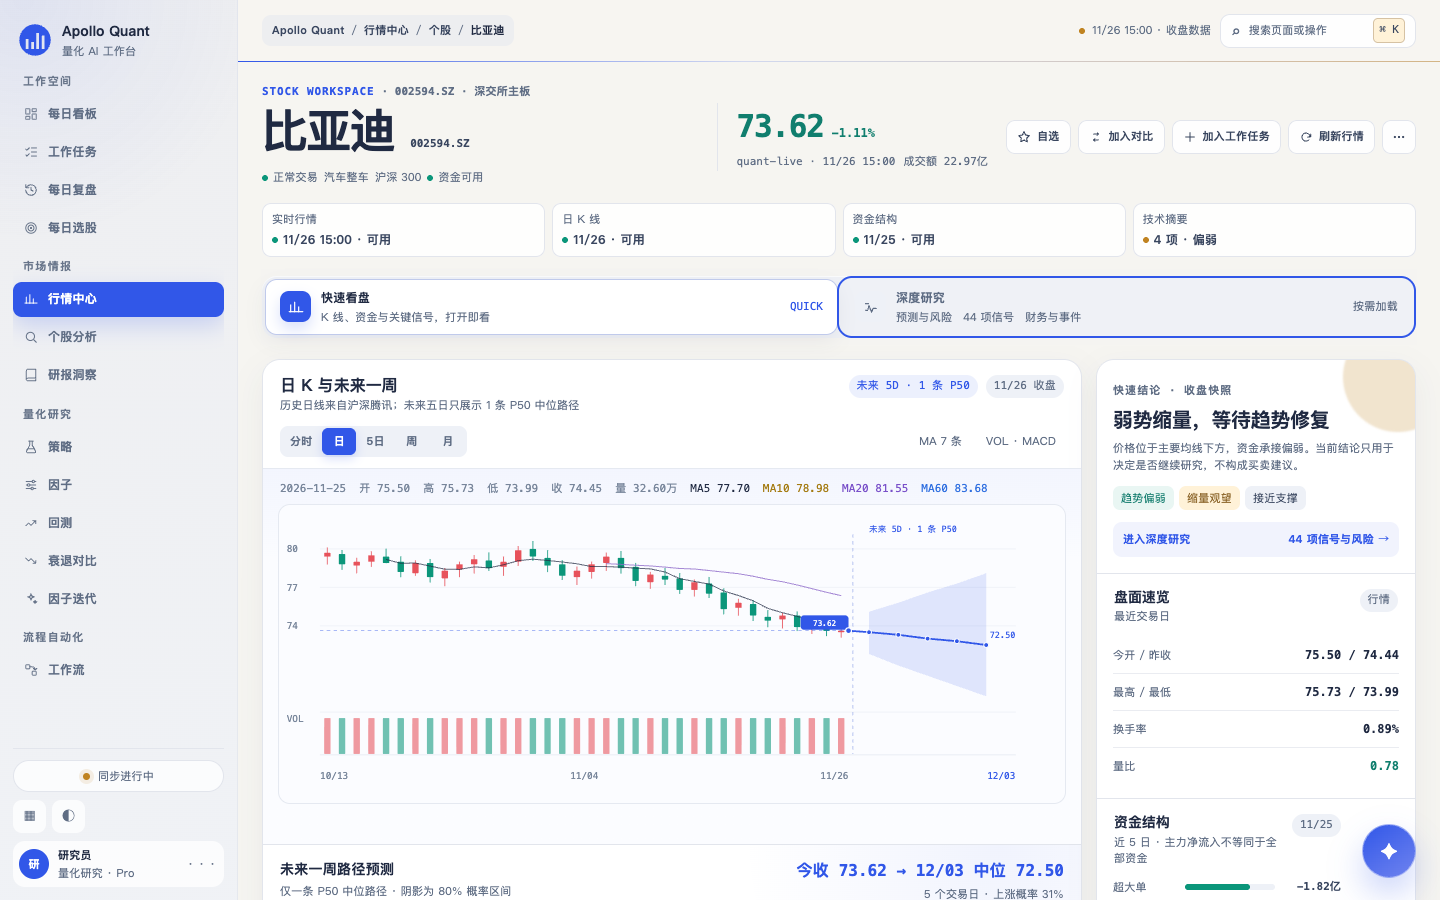 Apollo Quant
量化 AI 工作台
工作空间
每日看板
工作任务
每日复盘
每日选股
市场情报
行情中心
个股分析
研报洞察
量化研究
策略
因子
回测
衰退对比
因子迭代
流程自动化
工作流
同步进行中
研
研究员
量化研究 · Pro
···
Apollo Quant / 行情中心 / 个股 / 比亚迪
11/26 15:00 · 收盘数据
搜索页面或操作
⌘ K
STOCK WORKSPACE · 002594.SZ · 深交所主板
比亚迪 002594.SZ
正常交易 汽车整车 沪深 300 资金可用
73.62 −1.11%
quant-live · 11/26 15:00 成交额 22.97亿
自选
加入对比
加入工作任务
刷新行情
···
实时行情
11/26 15:00 · 可用
日 K 线
11/26 · 可用
资金结构
11/25 · 可用
技术摘要
4 项 · 偏弱
快速看盘
K 线、资金与关键信号，打开即看
QUICK
深度研究
预测与风险 44 项信号 财务与事件
按需加载
日 K 与未来一周
历史日线来自沪深腾讯；未来五日只展示 1 条 P50 中位路径
未来 5D · 1 条 P50
11/26 收盘
分时 日 5日 周 月
MA 7 条 VOL · MACD
2026-11-25 开 75.50 高 75.73 低 73.99 收 74.45 量 32.60万 MA5 77.70 MA10 78.98 MA20 81.55 MA60 83.68
未来 5D · 1 条 P50
80
77
74
73.62
72.50
VOL
10/13 11/04 11/26 12/03
未来一周路径预测
仅一条 P50 中位路径 · 阴影为 80% 概率区间
今收 73.62 → 12/03 中位 72.50
5 个交易日 · 上涨概率 31%
快速结论 · 收盘快照
弱势缩量，等待趋势修复
价格位于主要均线下方，资金承接偏弱。当前结论只用于
决定是否继续研究，不构成买卖建议。
趋势偏弱 缩量观望 接近支撑
进入深度研究 44 项信号与风险 →
盘面速览
最近交易日
行情
今开 / 昨收 75.50 / 74.44
最高 / 最低 75.73 / 73.99
换手率 0.89%
量比 0.78
资金结构
近 5 日 · 主力净流入不等同于全
部资金
11/25
超大单 −1.82亿